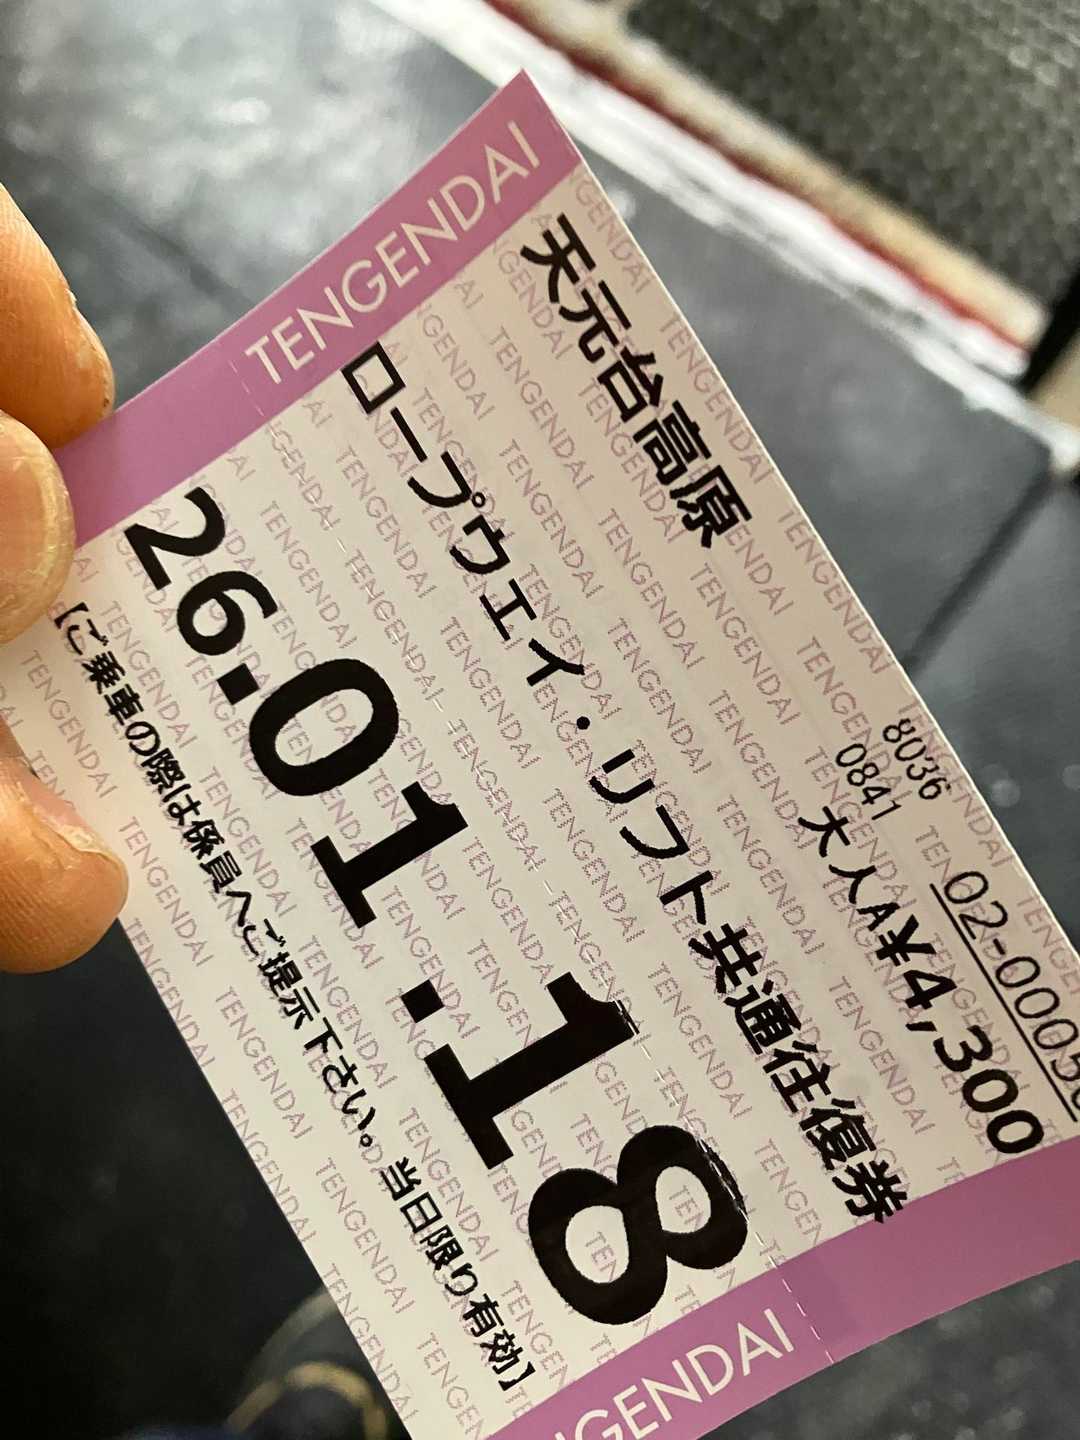 TENGENDAI
天元台高原
8036
0841
02-0005
大人A¥4,300
ロープウェイ・リフト共通往復券
26.01.18
【ご乗車の際は係員へご提示下さい。当日限り有効】
GENDAI